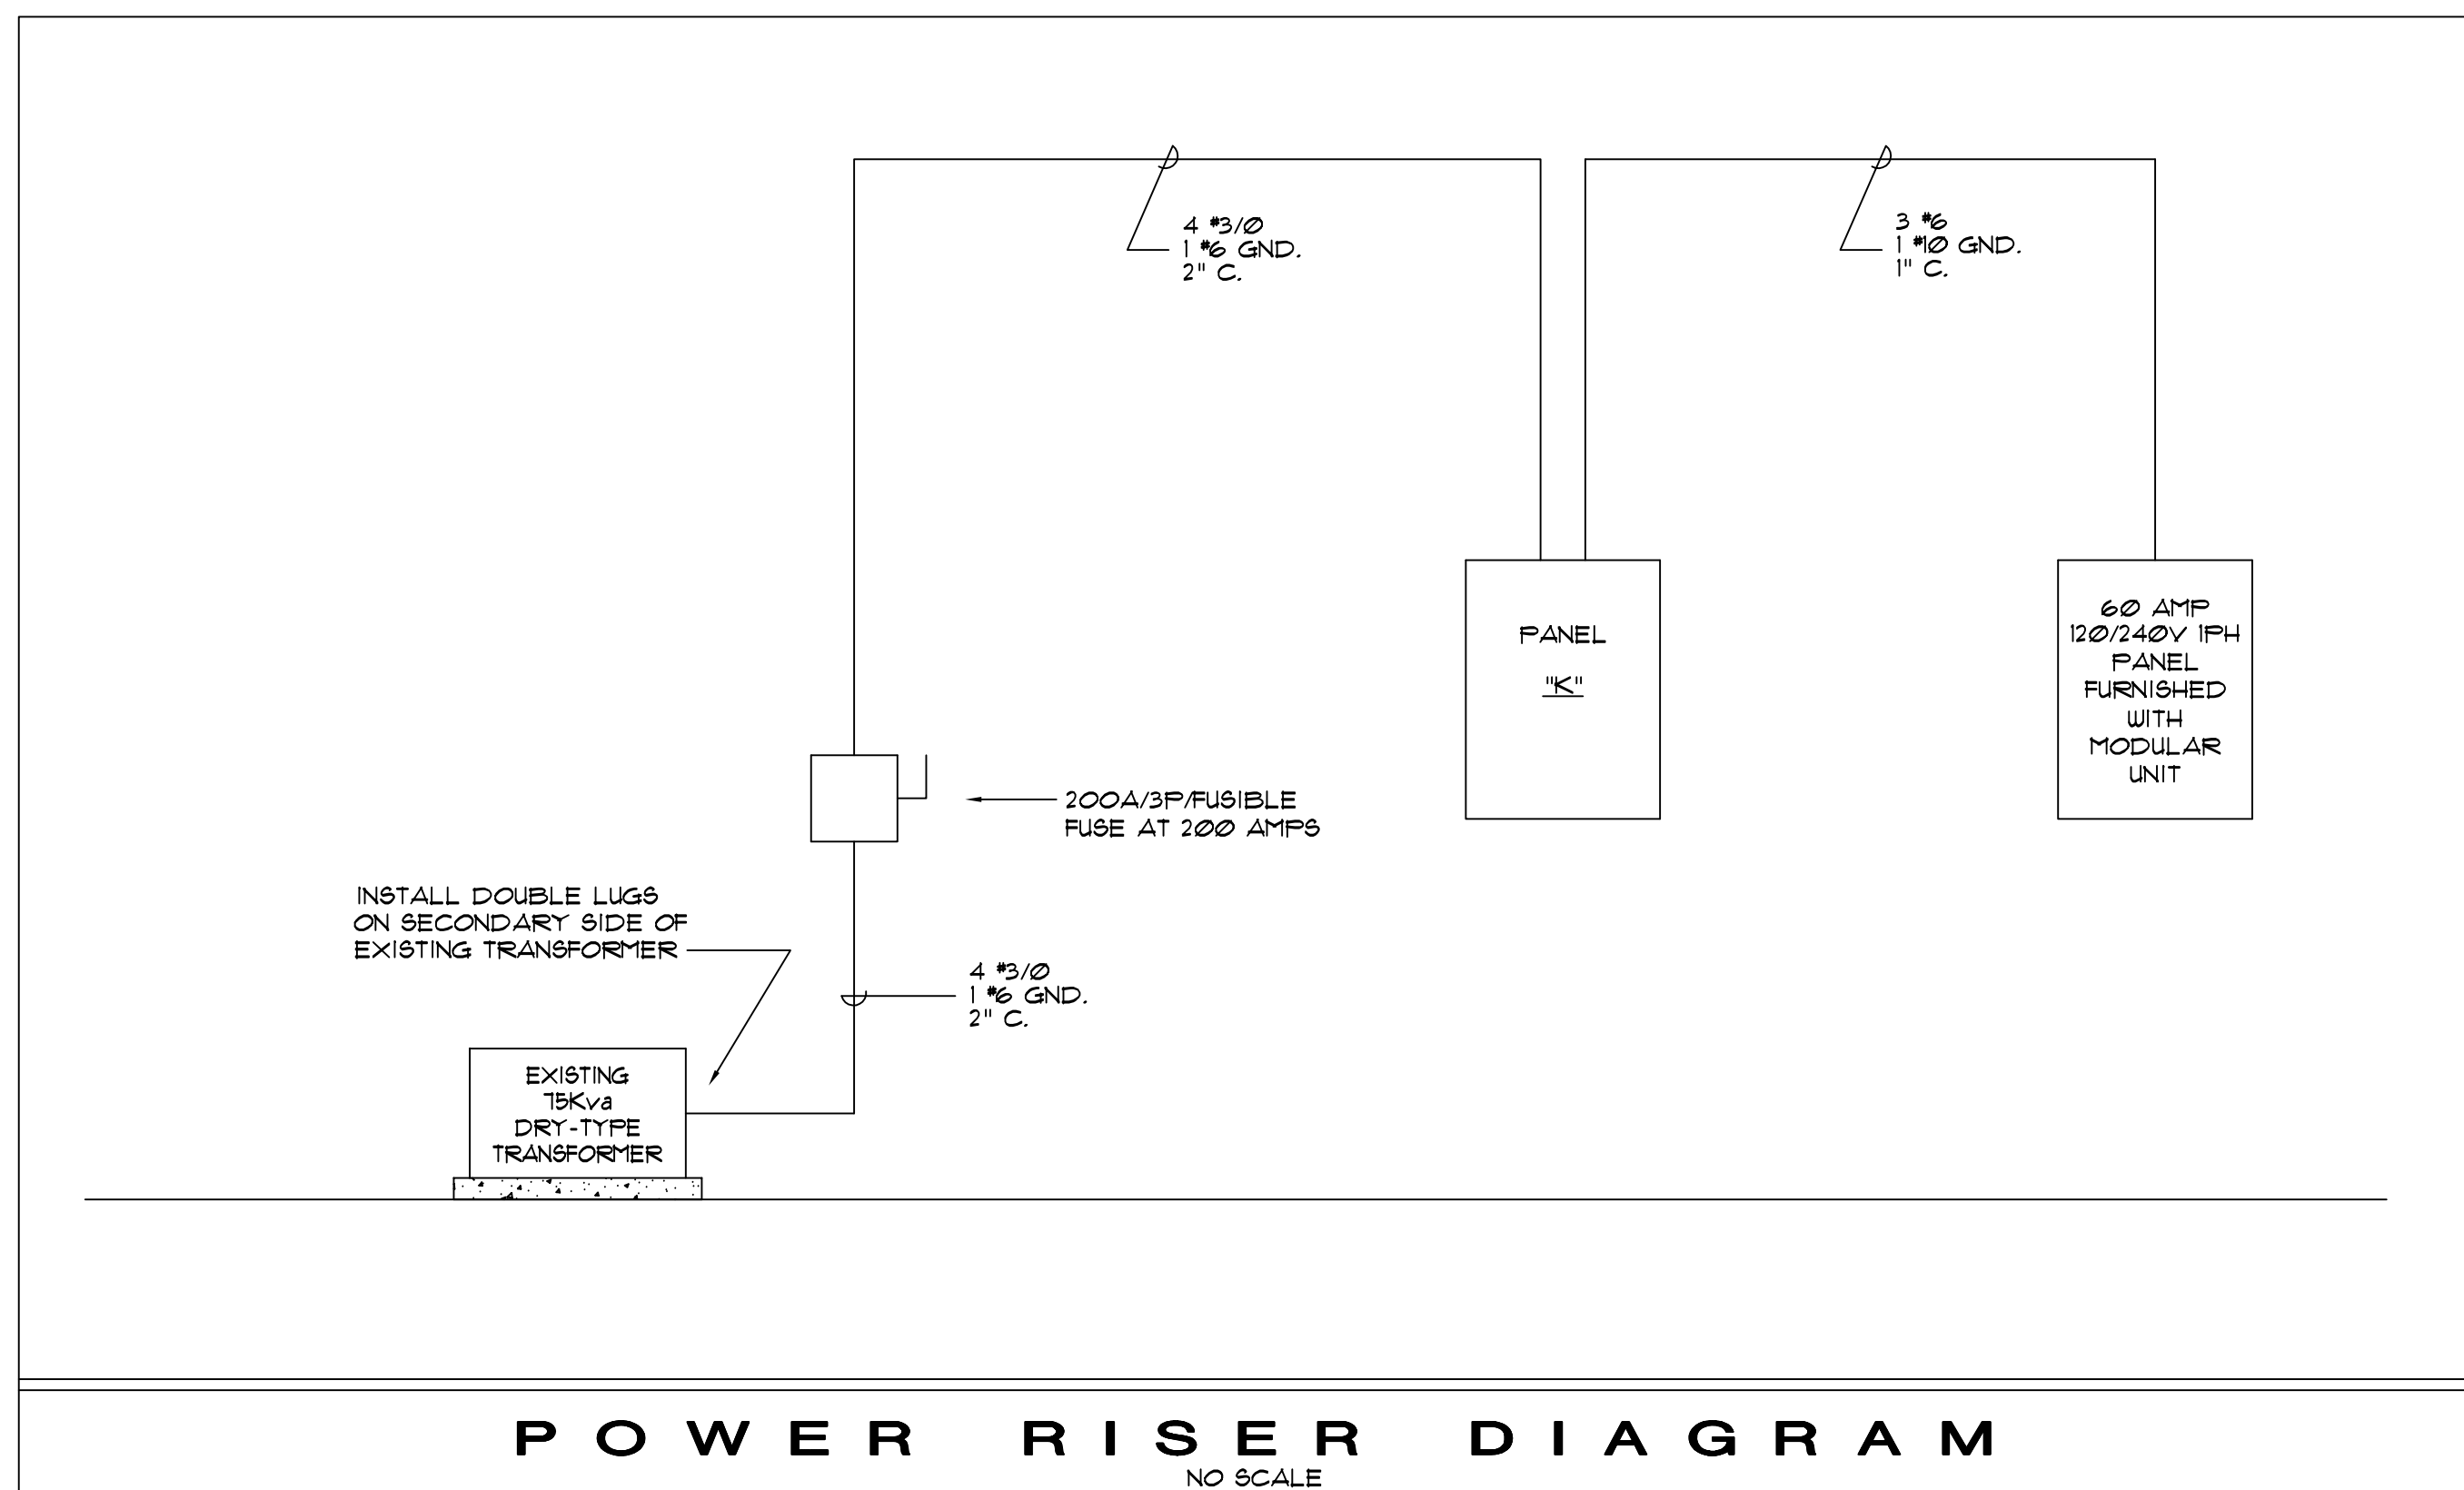 4 #3/0
1 #6 GND.
2" C.
3 #6
1 #10 GND.
1" C.
PANEL
"K"
60 AMP
120/240V 1PH
PANEL
FURNISHED
WITH
MODULAR
UNIT
200A/3P/FUSIBLE
FUSE AT 200 AMPS
INSTALL DOUBLE LUGS
ON SECONDARY SIDE OF
EXISTING TRANSFORMER
4 #3/0
1 #6 GND.
2" C.
EXISTING
75Kva
DRY-TYPE
TRANSFORMER
POWER RISER DIAGRAM
NO SCALE